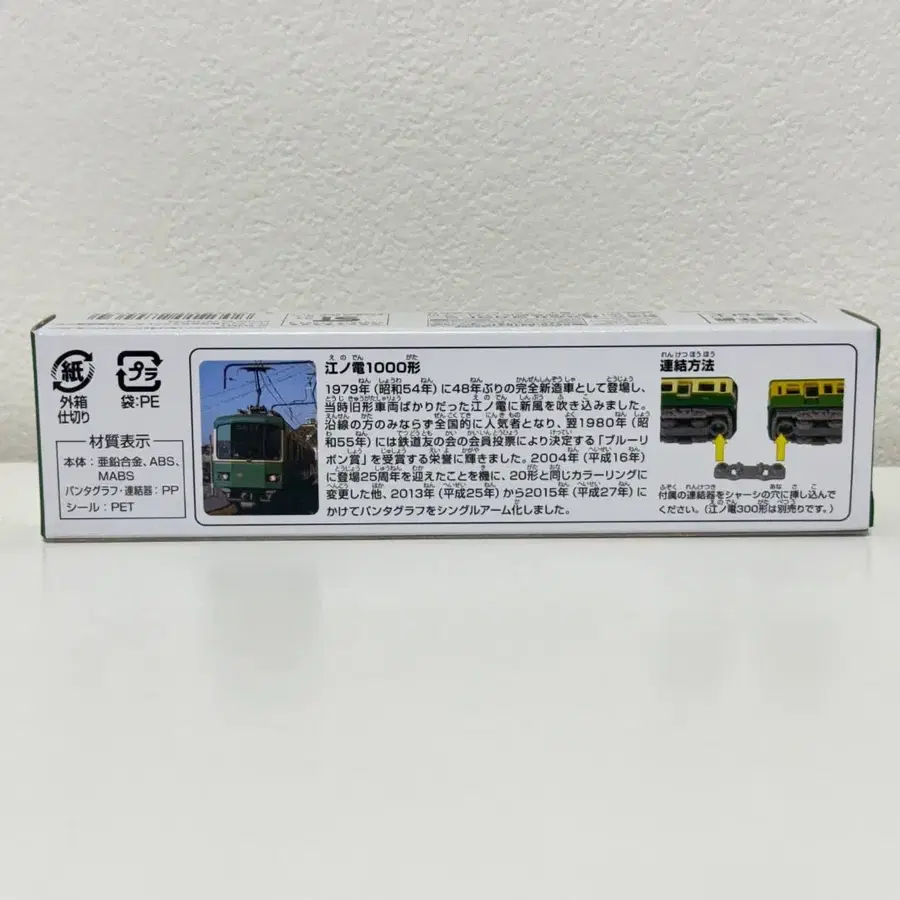 紙
外箱
仕切り
プラ
袋:PE
材質表示
本体:亜鉛合金、ABS、
MABS
パンタグラフ・連結器:PP
シール:PET
江ノ電1000形
1979年(昭和54年)に48年ぶりの完全新造車として登場し、
当時旧形車両ばかりだった江ノ電に新風を吹き込みました。
沿線の方のみならず全国的に人気者となり、翌1980年(昭
和55年)には鉄道友の会の会員投票により決定する「ブルーリ
ボン賞」を受賞する栄誉に輝きました。2004年(平成16年)
に登場25周年を迎えたことを機に、20形と同じカラーリングに
変更した他、2013年(平成25年)から2015年(平成27年)に
かけてパンタグラフをシングルアーム化しました。
連結方法
付属の連結器をシャーシの穴に挿し込んで
ください。(江ノ電300形は別売りです。)